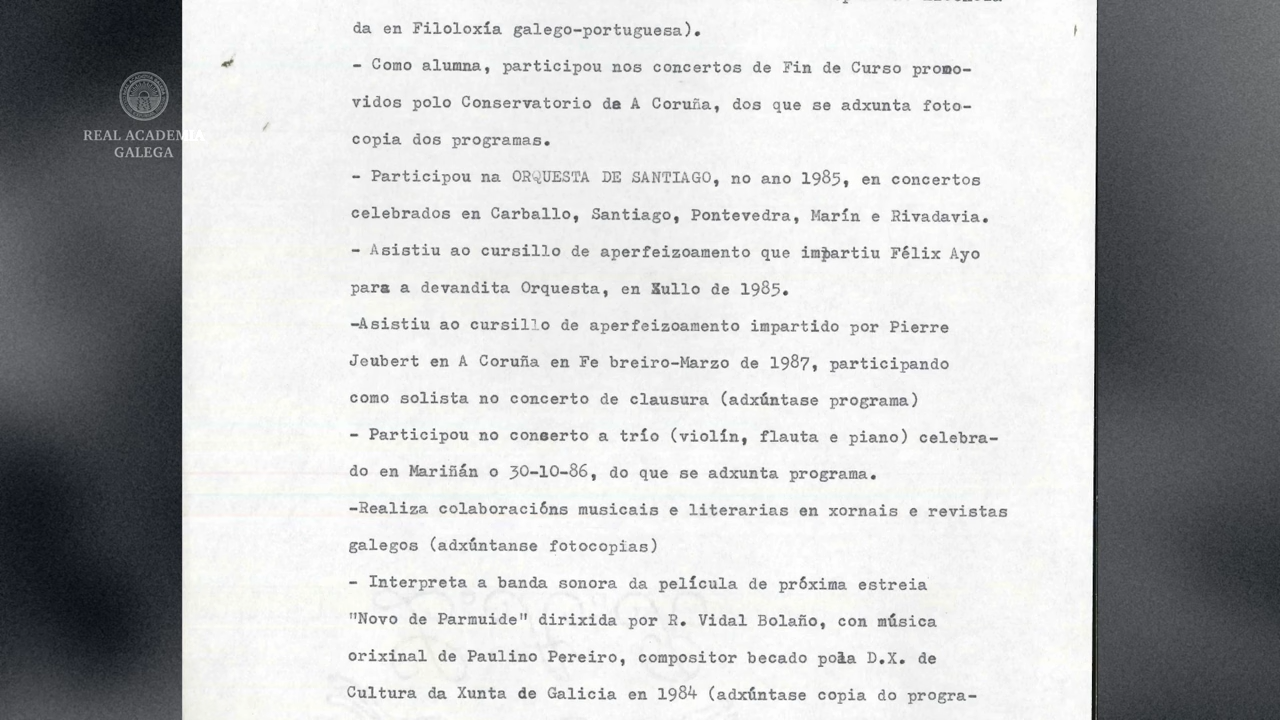 da en Filoloxía galego-portuguesa).
- Como alumna, participou nos concertos de Fin de Curso promo-
vidos polo Conservatorio da A Coruña, dos que se adxunta foto-
copia dos programas.
- Participou na ORQUESTA DE SANTIAGO, no ano 1985, en concertos
celebrados en Carballo, Santiago, Pontevedra, Marín e Rivadavia.
- Asistiu ao cursillo de aperfeizoamento que impartiu Félix Ayo
para a devandita Orquesta, en Xullo de 1985.
-Asistiu ao cursillo de aperfeizoamento impartido por Pierre
Jeubert en A Coruña en Fe breiro-Marzo de 1987, participando
como solista no concerto de clausura (adxúntase programa)
- Participou no conserto a trío (violín, flauta e piano) celebra-
do en Mariñán o 30-10-86, do que se adxunta programa.
-Realiza colaboracións musicais e literarias en xornais e revistas
galegos (adxúntanse fotocopias)
- Interpreta a banda sonora da película de próxima estreia
"Novo de Parmuide" dirixida por R. Vidal Bolaño, con música
orixinal de Paulino Pereiro, compositor becado pola D.X. de
Cultura da Xunta de Galicia en 1984 (adxúntase copia do progra-
REAL ACADEMIA
GALEGA